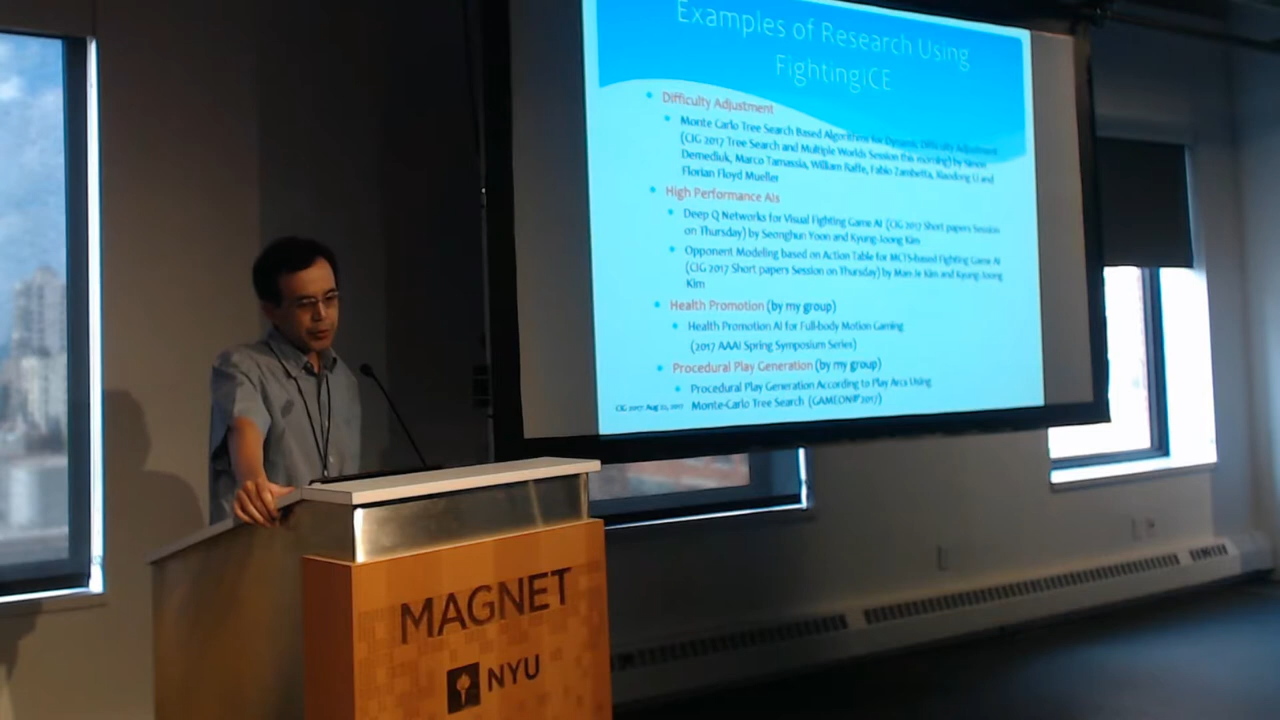 Examples of Research Using
FightingICE
Difficulty Adjustment
Monte Carlo Tree Search Based Algorithms for Dynamic Difficulty Adjustment
(CIG 2017 Tree Search and Multiple Worlds Session this morning) by Simon
Demediuk, Marco Tamassia, William Raffe, Fabio Zambetta, Xiaodong Li and
Florian Floyd Mueller
High Performance AIs
Deep Q Networks for Visual Fighting Game AI (CIG 2017 Short papers Session
on Thursday) by Seonghun Yoon and Kyung-Joong Kim
Opponent Modeling based on Action Table for MCTS-based Fighting Game AI
(CIG 2017 Short papers Session on Thursday) by Man-Je Kim and Kyung-Joong
Kim
Health Promotion (by my group)
Health Promotion AI for Full-body Motion Gaming
(2017 AAAI Spring Symposium Series)
Procedural Play Generation (by my group)
Procedural Play Generation According to Play Arcs Using
Monte-Carlo Tree Search (GAMEON® 2017)
CIG 2017: Aug 22, 2017
MAGNET
NYU